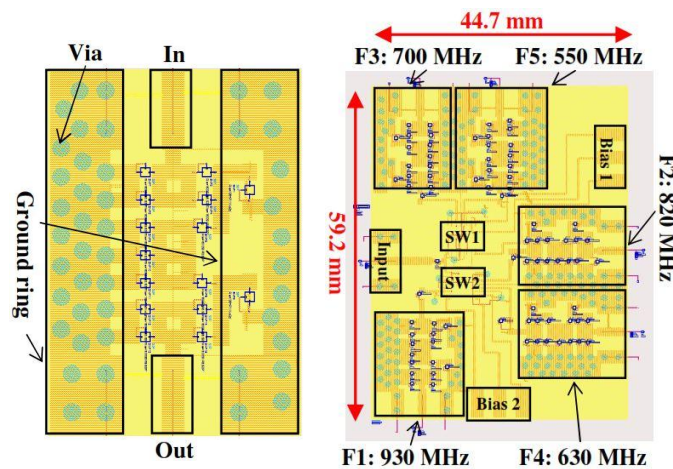 Via
In
Ground ring
Out
44.7 mm
F3: 700 MHz
F5: 550 MHz
59.2 mm
Bias 1
F2: 820 MHz
SW1
Input
SW2
Bias 2
F1: 930 MHz
F4: 630 MHz